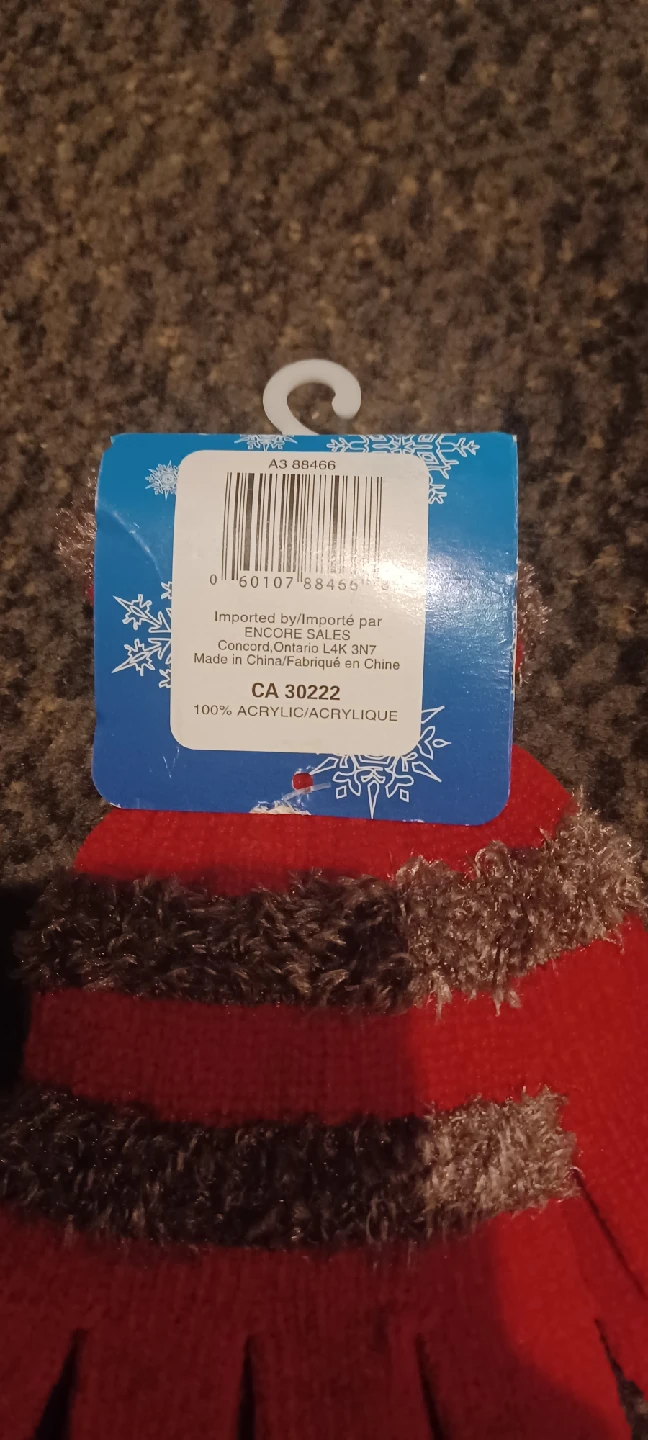 A3 88466
0 60107 88466 8
Imported by/Importé par
ENCORE SALES
Concord,Ontario L4K 3N7
Made in China/Fabriqué en Chine
CA 30222
100% ACRYLIC/ACRYLIQUE